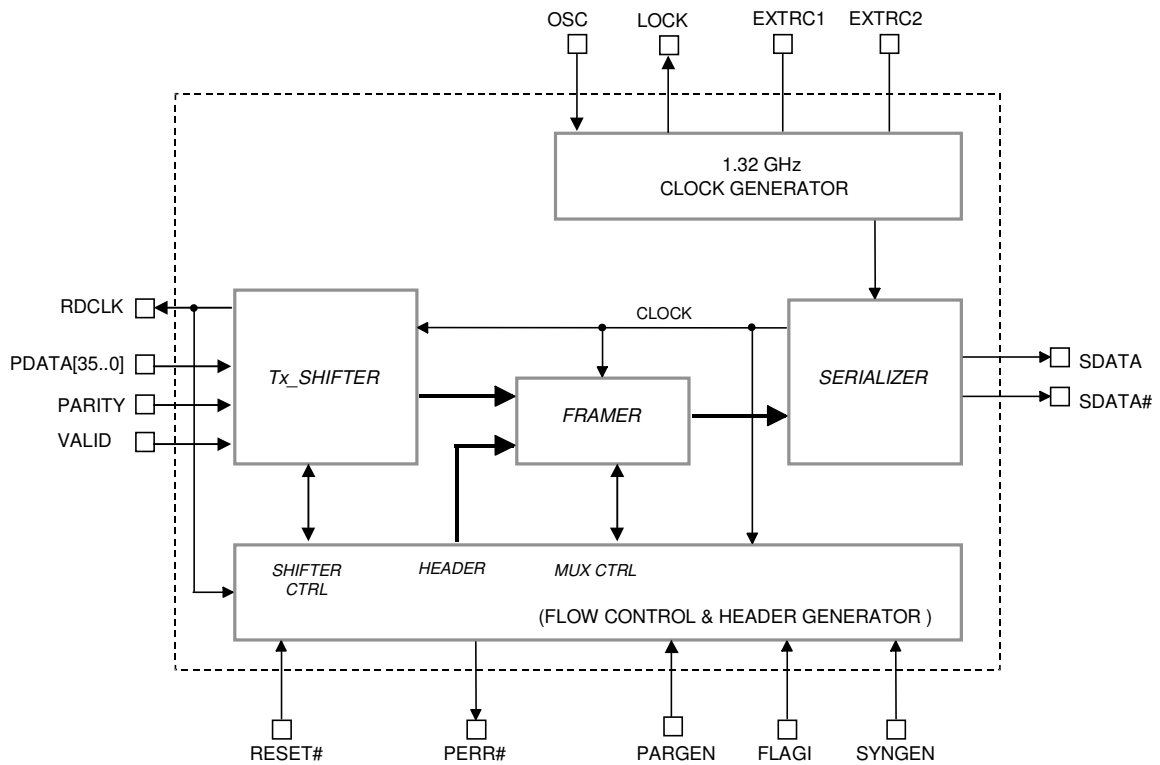 OSC LOCK EXTRC1 EXTRC2
1.32 GHz
CLOCK GENERATOR
RDCLK
CLOCK
PDATA[35..0]
Tx_SHIFTER
SERIALIZER
SDATA
PARITY
FRAMER
SDATA#
VALID
SHIFTER
CTRL
HEADER
MUX CTRL
(FLOW CONTROL & HEADER GENERATOR )
RESET# PERR# PARGEN FLAGI SYNGEN